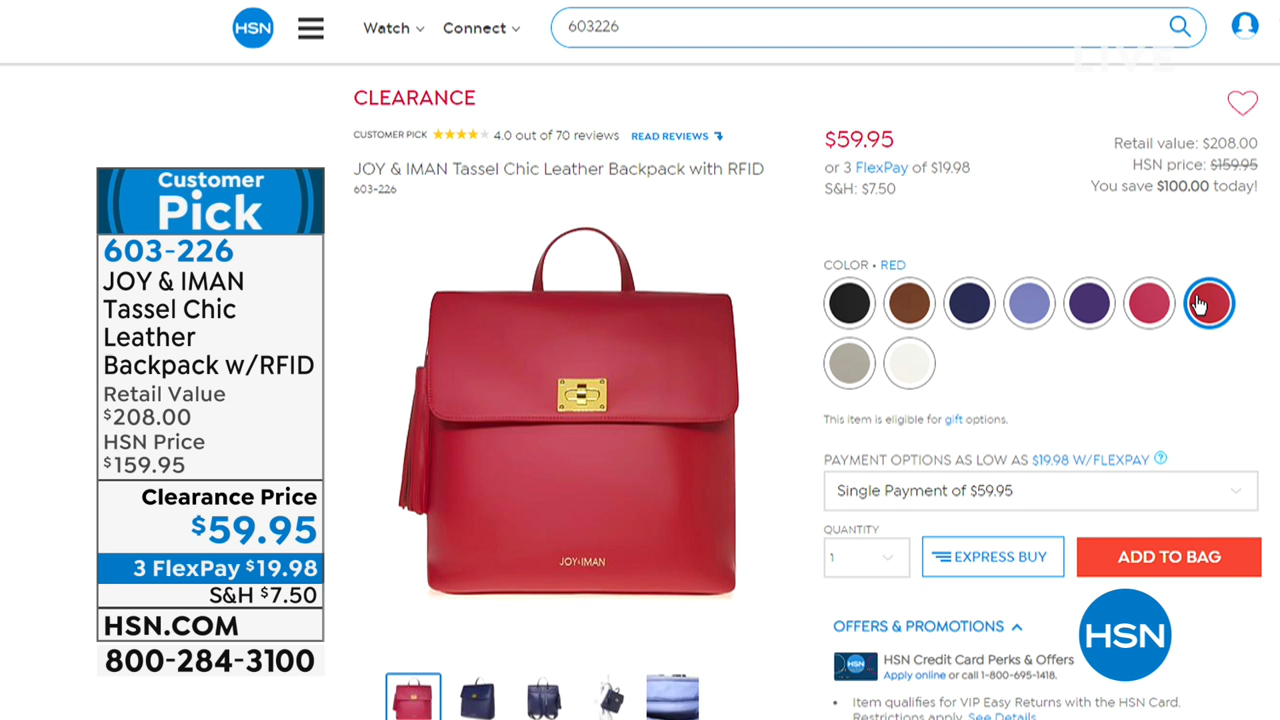 HSN
Watch
Connect
603226
LIVE
CLEARANCE
CUSTOMER PICK 4.0 out of 70 reviews READ REVIEWS
JOY & IMAN Tassel Chic Leather Backpack with RFID
603-226
$59.95
or 3 FlexPay of $19.98
S&H: $7.50
Retail value: $208.00
HSN price: $159.95
You save $100.00 today!
Customer
Pick
603-226
JOY & IMAN
Tassel Chic
Leather
Backpack w/RFID
Retail Value
$208.00
HSN Price
$159.95
Clearance Price
$59.95
3 FlexPay $19.98
S&H $7.50
HSN.COM
800-284-3100
JOY&IMAN
COLOR • RED
This item is eligible for gift options.
PAYMENT OPTIONS AS LOW AS $19.98 W/FLEXPAY ?
Single Payment of $59.95
QUANTITY
1
EXPRESS BUY
ADD TO BAG
OFFERS & PROMOTIONS
HSN
HSN
HSN Credit Card Perks & Offers
Apply online or call 1-800-695-1418.
• Item qualifies for VIP Easy Returns with the HSN Card.
Restrictions apply. See Details